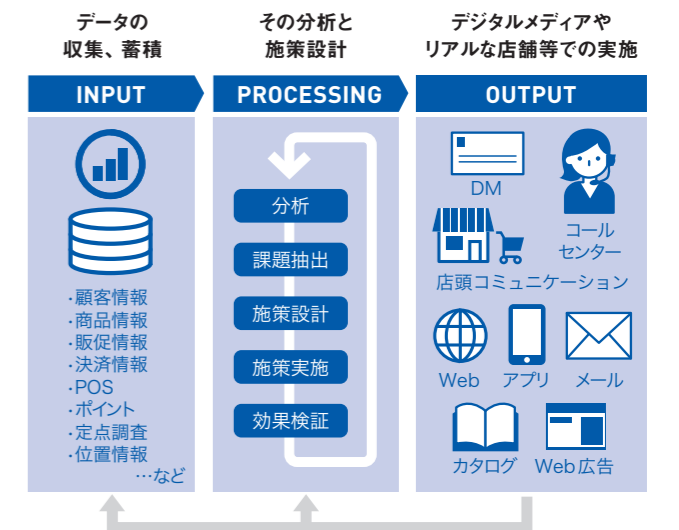 データの
収集、蓄積
その分析と
施策設計
デジタルメディアや
リアルな店舗等での実施
INPUT
PROCESSING
OUTPUT
・顧客情報
・商品情報
・販促情報
・決済情報
・POS
・ポイント
・定点調査
・位置情報
…など
分析
課題抽出
施策設計
施策実施
効果検証
DM
コール
センター
店頭コミュニケーション
Web
アプリ
メール
カタログ
Web広告